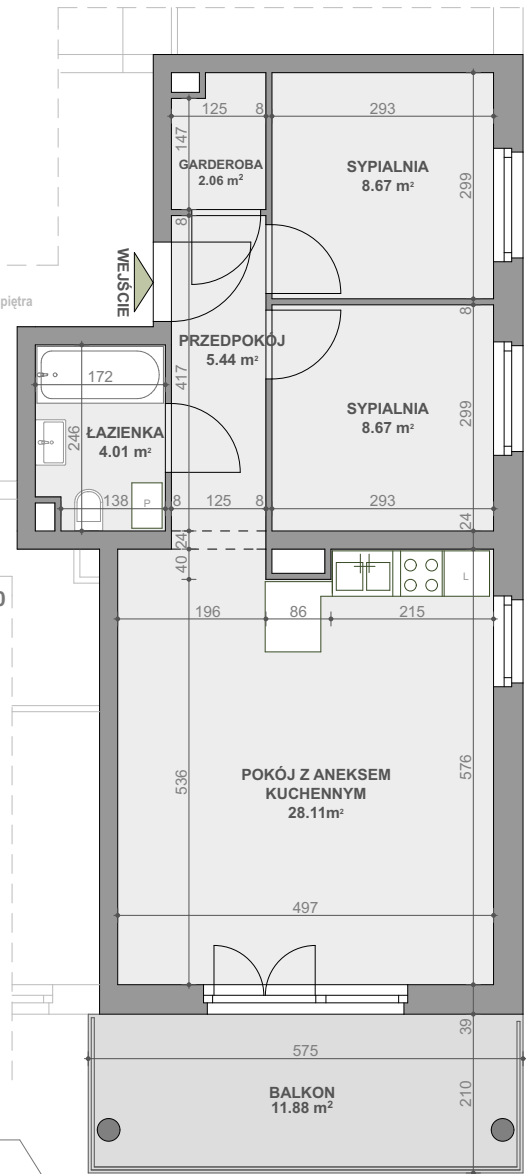 125
8
293
147
GARDEROBA
2.06 m²
SYPIALNIA
8.67 m²
299
8
WEJŚCIE
piętra
PRZEDPOKÓJ
5.44 m²
8
172
417
246
ŁAZIENKA
4.01 m²
SYPIALNIA
8.67 m²
299
138
P
8
125
8
293
24
24
40
L
0
196
86
215
536
POKÓJ Z ANEKSEM
KUCHENNYM
28.11m²
576
497
39
575
BALKON
11.88 m²
210